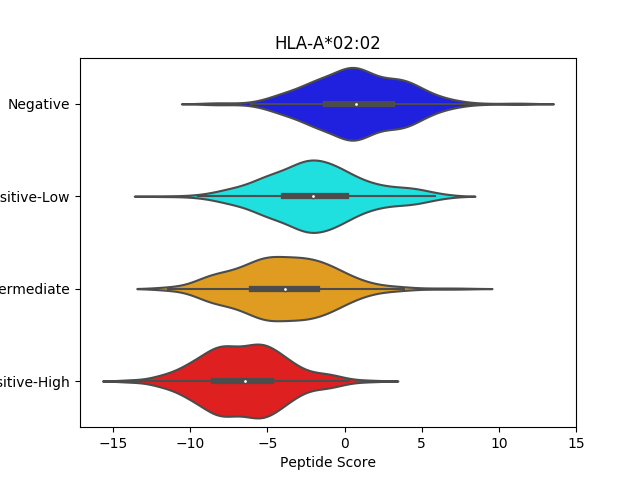 HLA-A*02:02
Negative
sitive-Low
ermediate
sitive-High
−15
−10
−5
0
5
10
15
Peptide Score